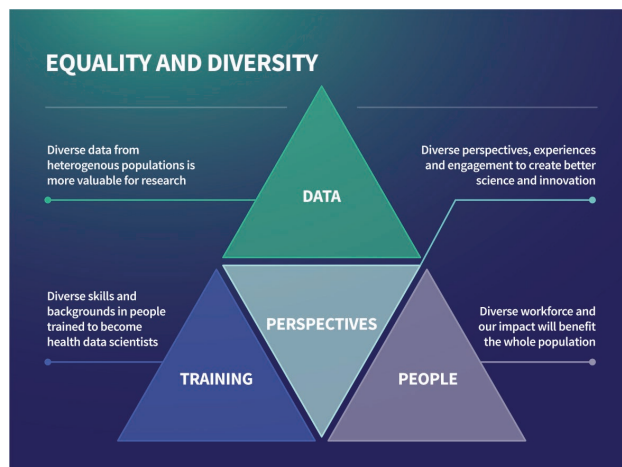 EQUALITY AND DIVERSITY
Diverse data from
heterogenous populations is
more valuable for research
Diverse perspectives, experiences
and engagement to create better
science and innovation
DATA
PERSPECTIVES
Diverse skills and
backgrounds in people
trained to become
health data scientists
Diverse workforce and
our impact will benefit
the whole population
TRAINING
PEOPLE